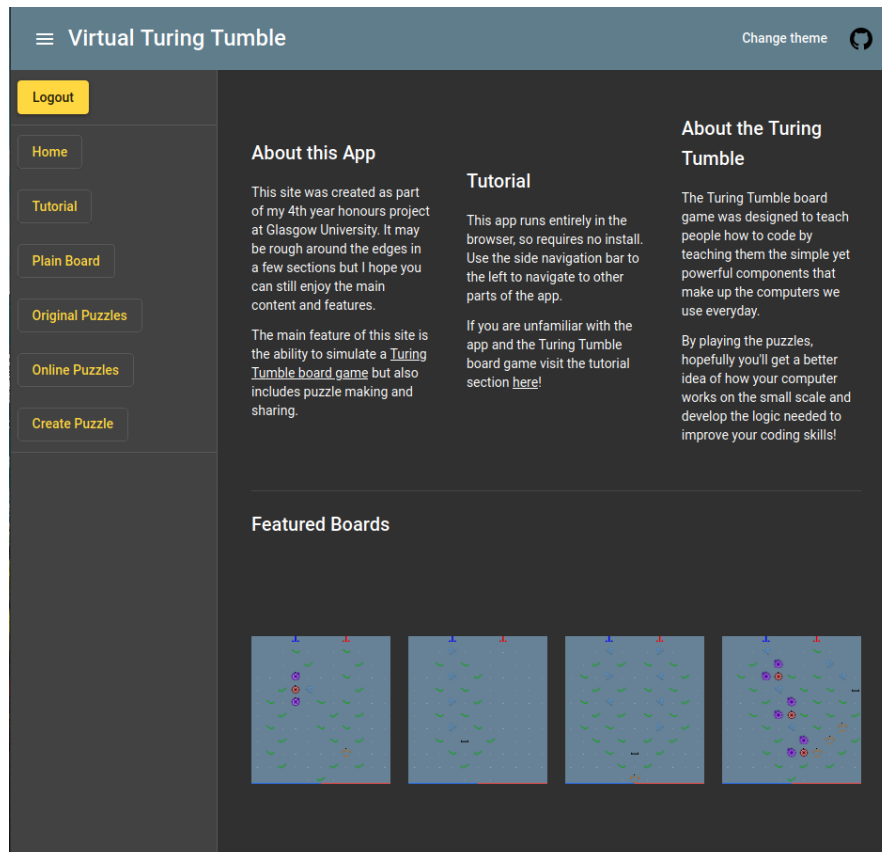 Virtual Turing Tumble
Change theme
Logout
Home
Tutorial
Plain Board
Original Puzzles
Online Puzzles
Create Puzzle
About this App
This site was created as part
of my 4th year honours project
at Glasgow University. It may
be rough around the edges in
a few sections but I hope you
can still enjoy the main
content and features.
The main feature of this site is
the ability to simulate a Turing
Tumble board game but also
includes puzzle making and
sharing.
Tutorial
This app runs entirely in the
browser, so requires no install.
Use the side navigation bar to
the left to navigate to other
parts of the app.
If you are unfamiliar with the
app and the Turing Tumble
board game visit the tutorial
section here!
About the Turing
Tumble
The Turing Tumble board
game was designed to teach
people how to code by
teaching them the simple yet
powerful components that
make up the computers we
use everyday.
By playing the puzzles,
hopefully you'll get a better
idea of how your computer
works on the small scale and
develop the logic needed to
improve your coding skills!
Featured Boards